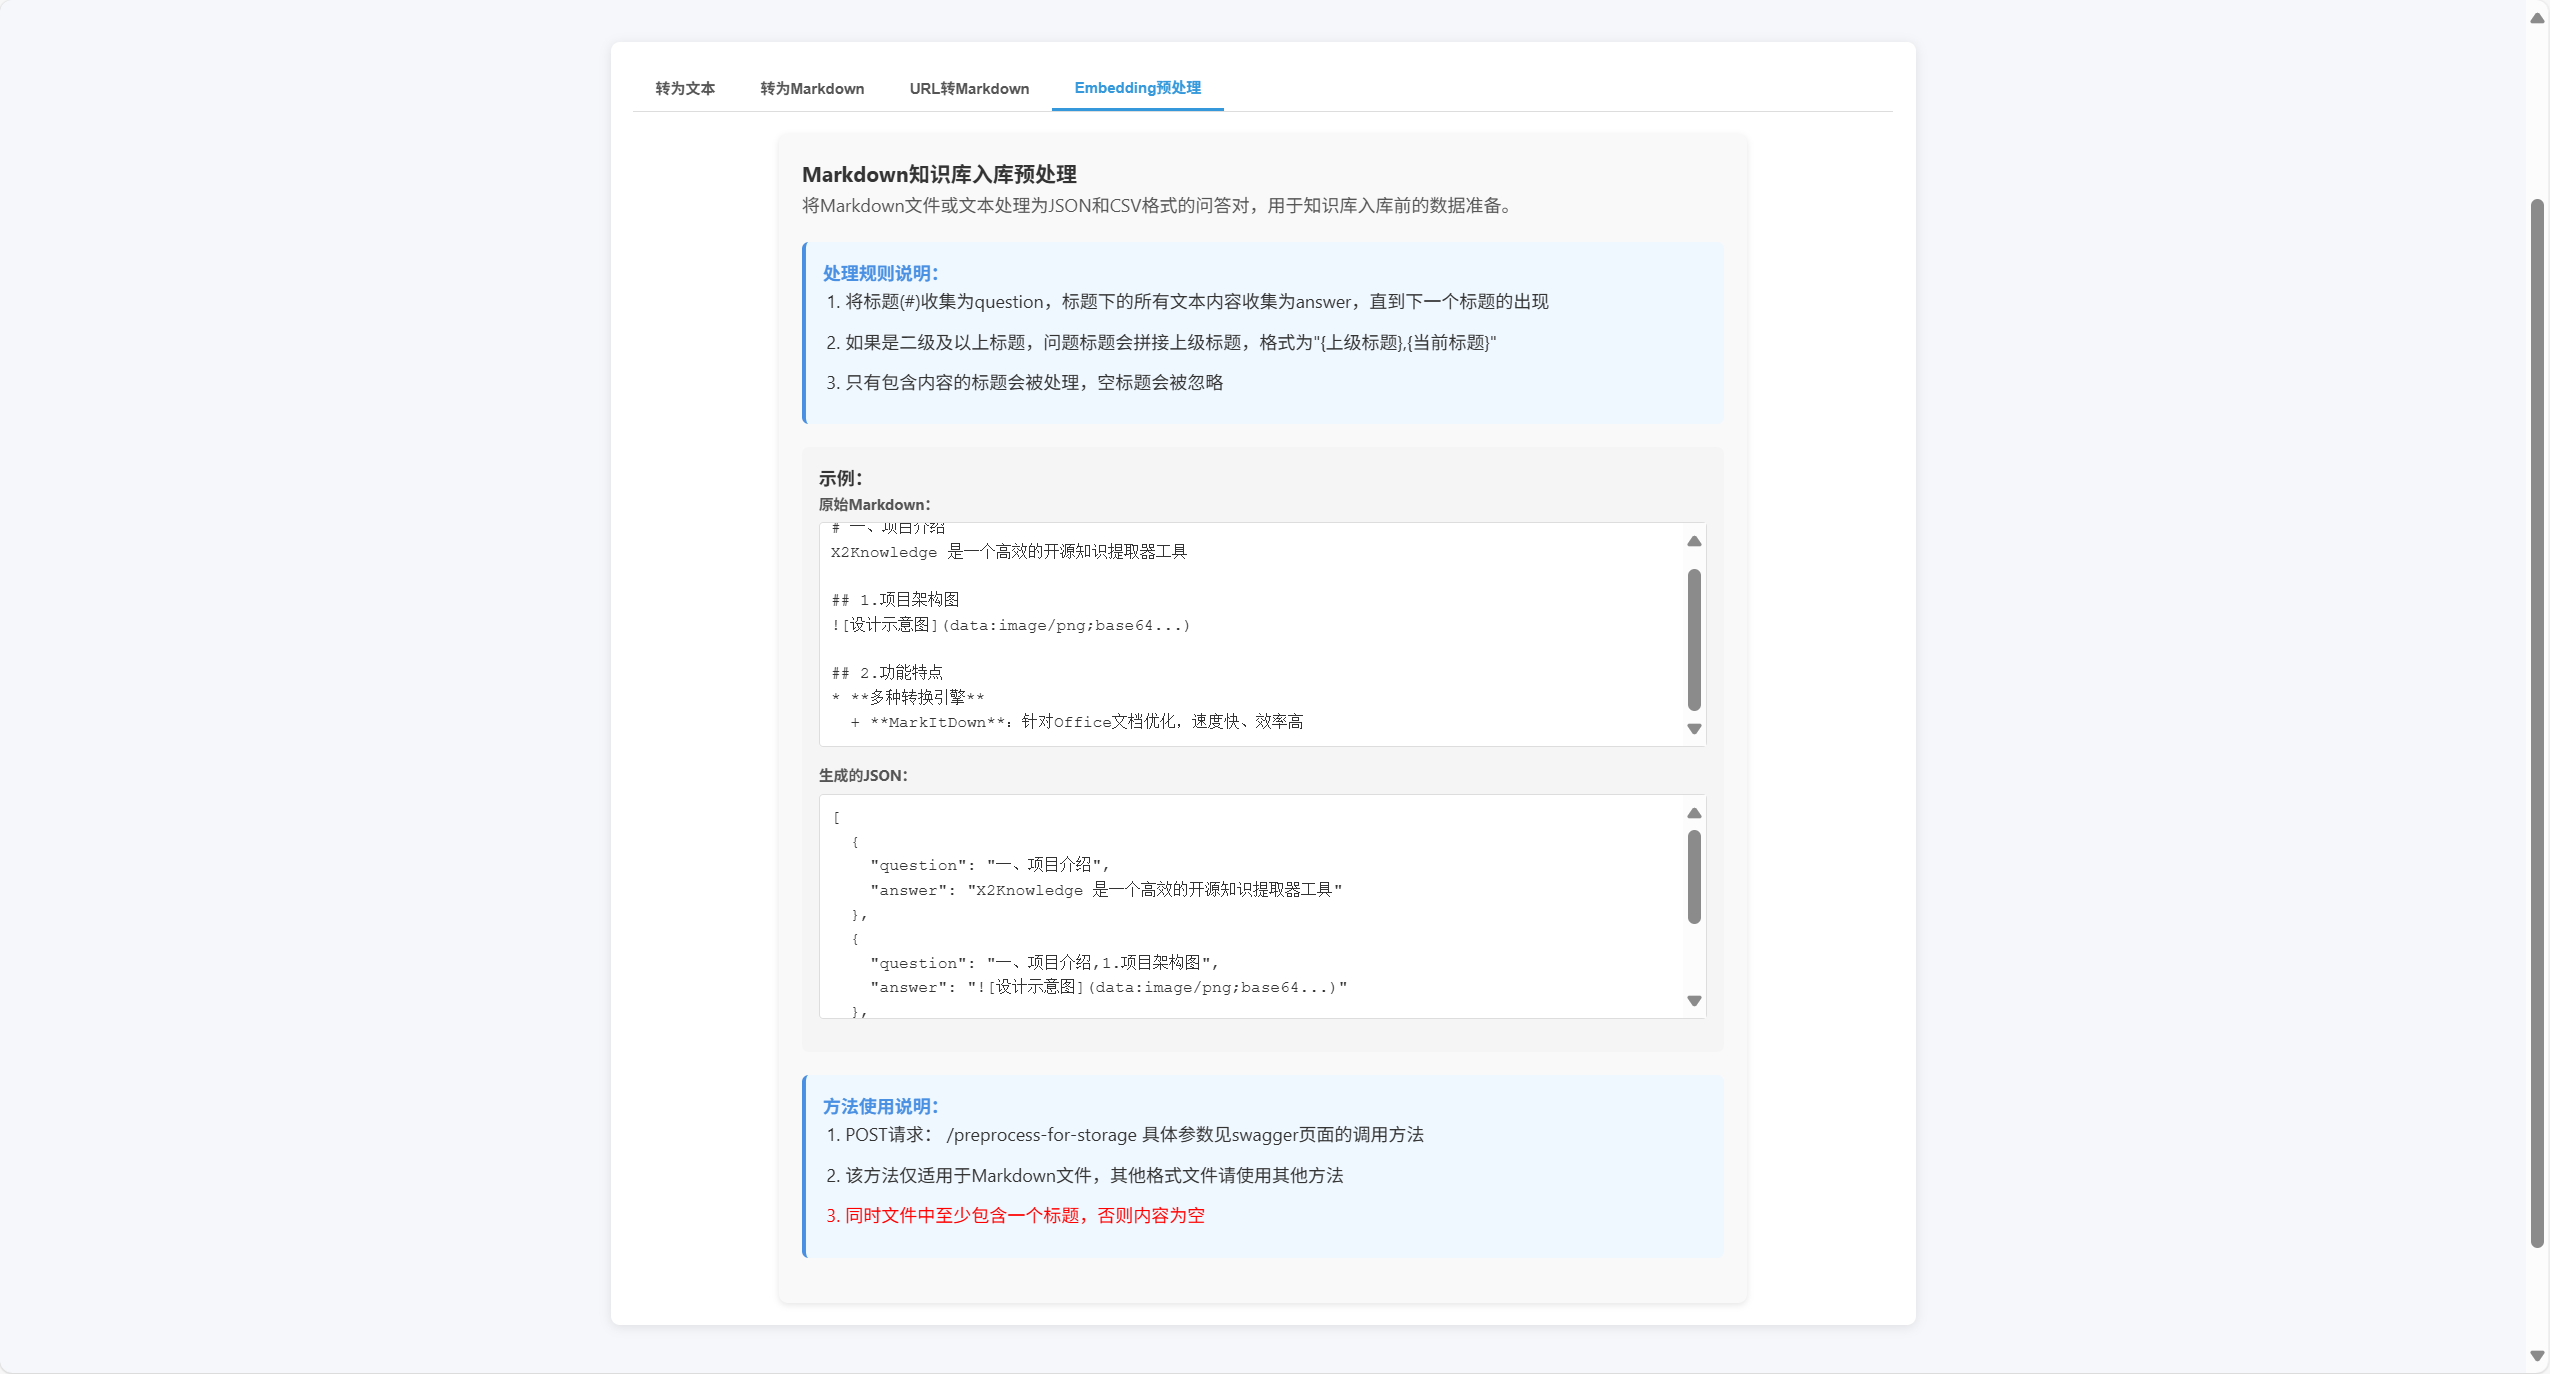 转为文本
转为Markdown
URL转Markdown
Embedding预处理
Markdown知识库入库预处理
将Markdown文件或文本处理为JSON和CSV格式的问答对，用于知识库入库前的数据准备。
处理规则说明：
1. 将标题(#)收集为question，标题下的所有文本内容收集为answer，直到下一个标题的出现
2. 如果是二级及以上标题，问题标题会拼接上级标题，格式为"{上级标题},{当前标题}"
3. 只有包含内容的标题会被处理，空标题会被忽略
示例：
原始Markdown：
# 一、项目介绍
X2Knowledge 是一个高效的开源知识提取器工具
## 1.项目架构图
![设计示意图](data:image/png;base64...)
## 2.功能特点
* **多种转换引擎**
  + **MarkItDown**：针对Office文档优化，速度快、效率高
生成的JSON：
[
  {
    "question": "一、项目介绍",
    "answer": "X2Knowledge 是一个高效的开源知识提取器工具"
  },
  {
    "question": "一、项目介绍,1.项目架构图",
    "answer": "![设计示意图](data:image/png;base64...)"
  },
方法使用说明：
1. POST请求： /preprocess-for-storage 具体参数见swagger页面的调用方法
2. 该方法仅适用于Markdown文件，其他格式文件请使用其他方法
3. 同时文件中至少包含一个标题，否则内容为空